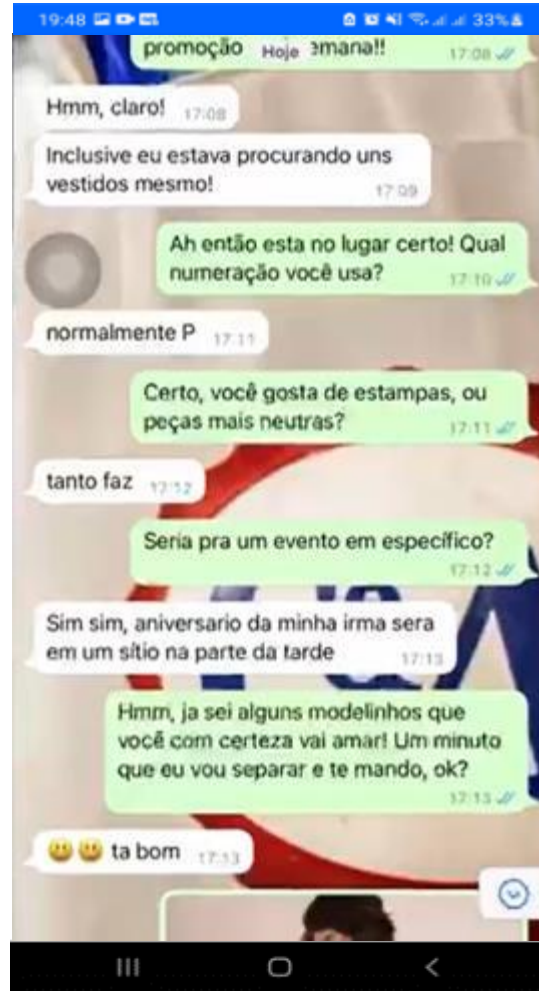 19:48 33%
promoção Hoje emana!! 17:08
Hmm, claro! 17:08
Inclusive eu estava procurando uns
vestidos mesmo! 17:09
Ah então esta no lugar certo! Qual
numeração você usa? 17:10
normalmente P 17:11
Certo, você gosta de estampas, ou
peças mais neutras? 17:11
tanto faz 17:12
Seria pra um evento em específico?
17:12
Sim sim, aniversario da minha irma sera
em um sítio na parte da tarde 17:13
Hmm, ja sei alguns modelinhos que
você com certeza vai amar! Um minuto
que eu vou separar e te mando, ok?
17:13
😃😃 ta bom 17:13